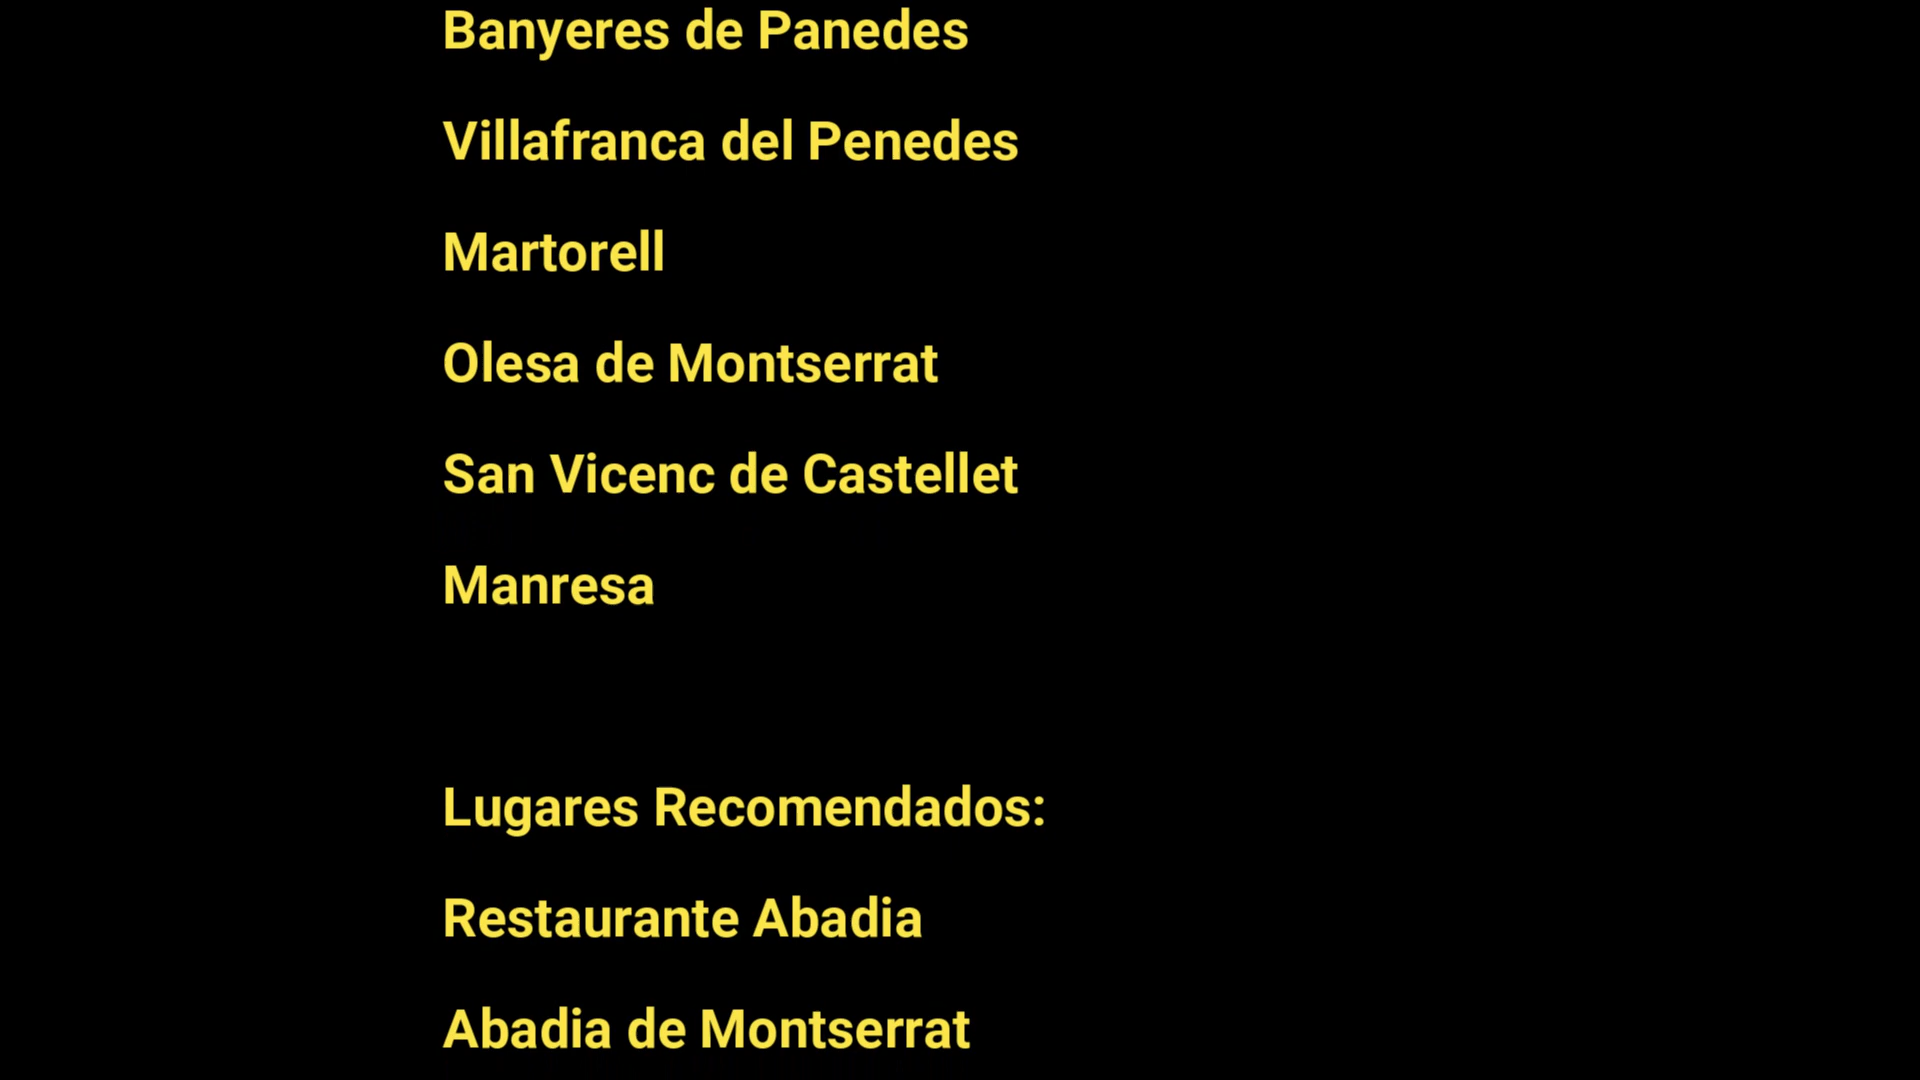 Banyeres de Panedes
Villafranca del Penedes
Martorell
Olesa de Montserrat
San Vicenc de Castellet
Manresa
Lugares Recomendados:
Restaurante Abadia
Abadia de Montserrat